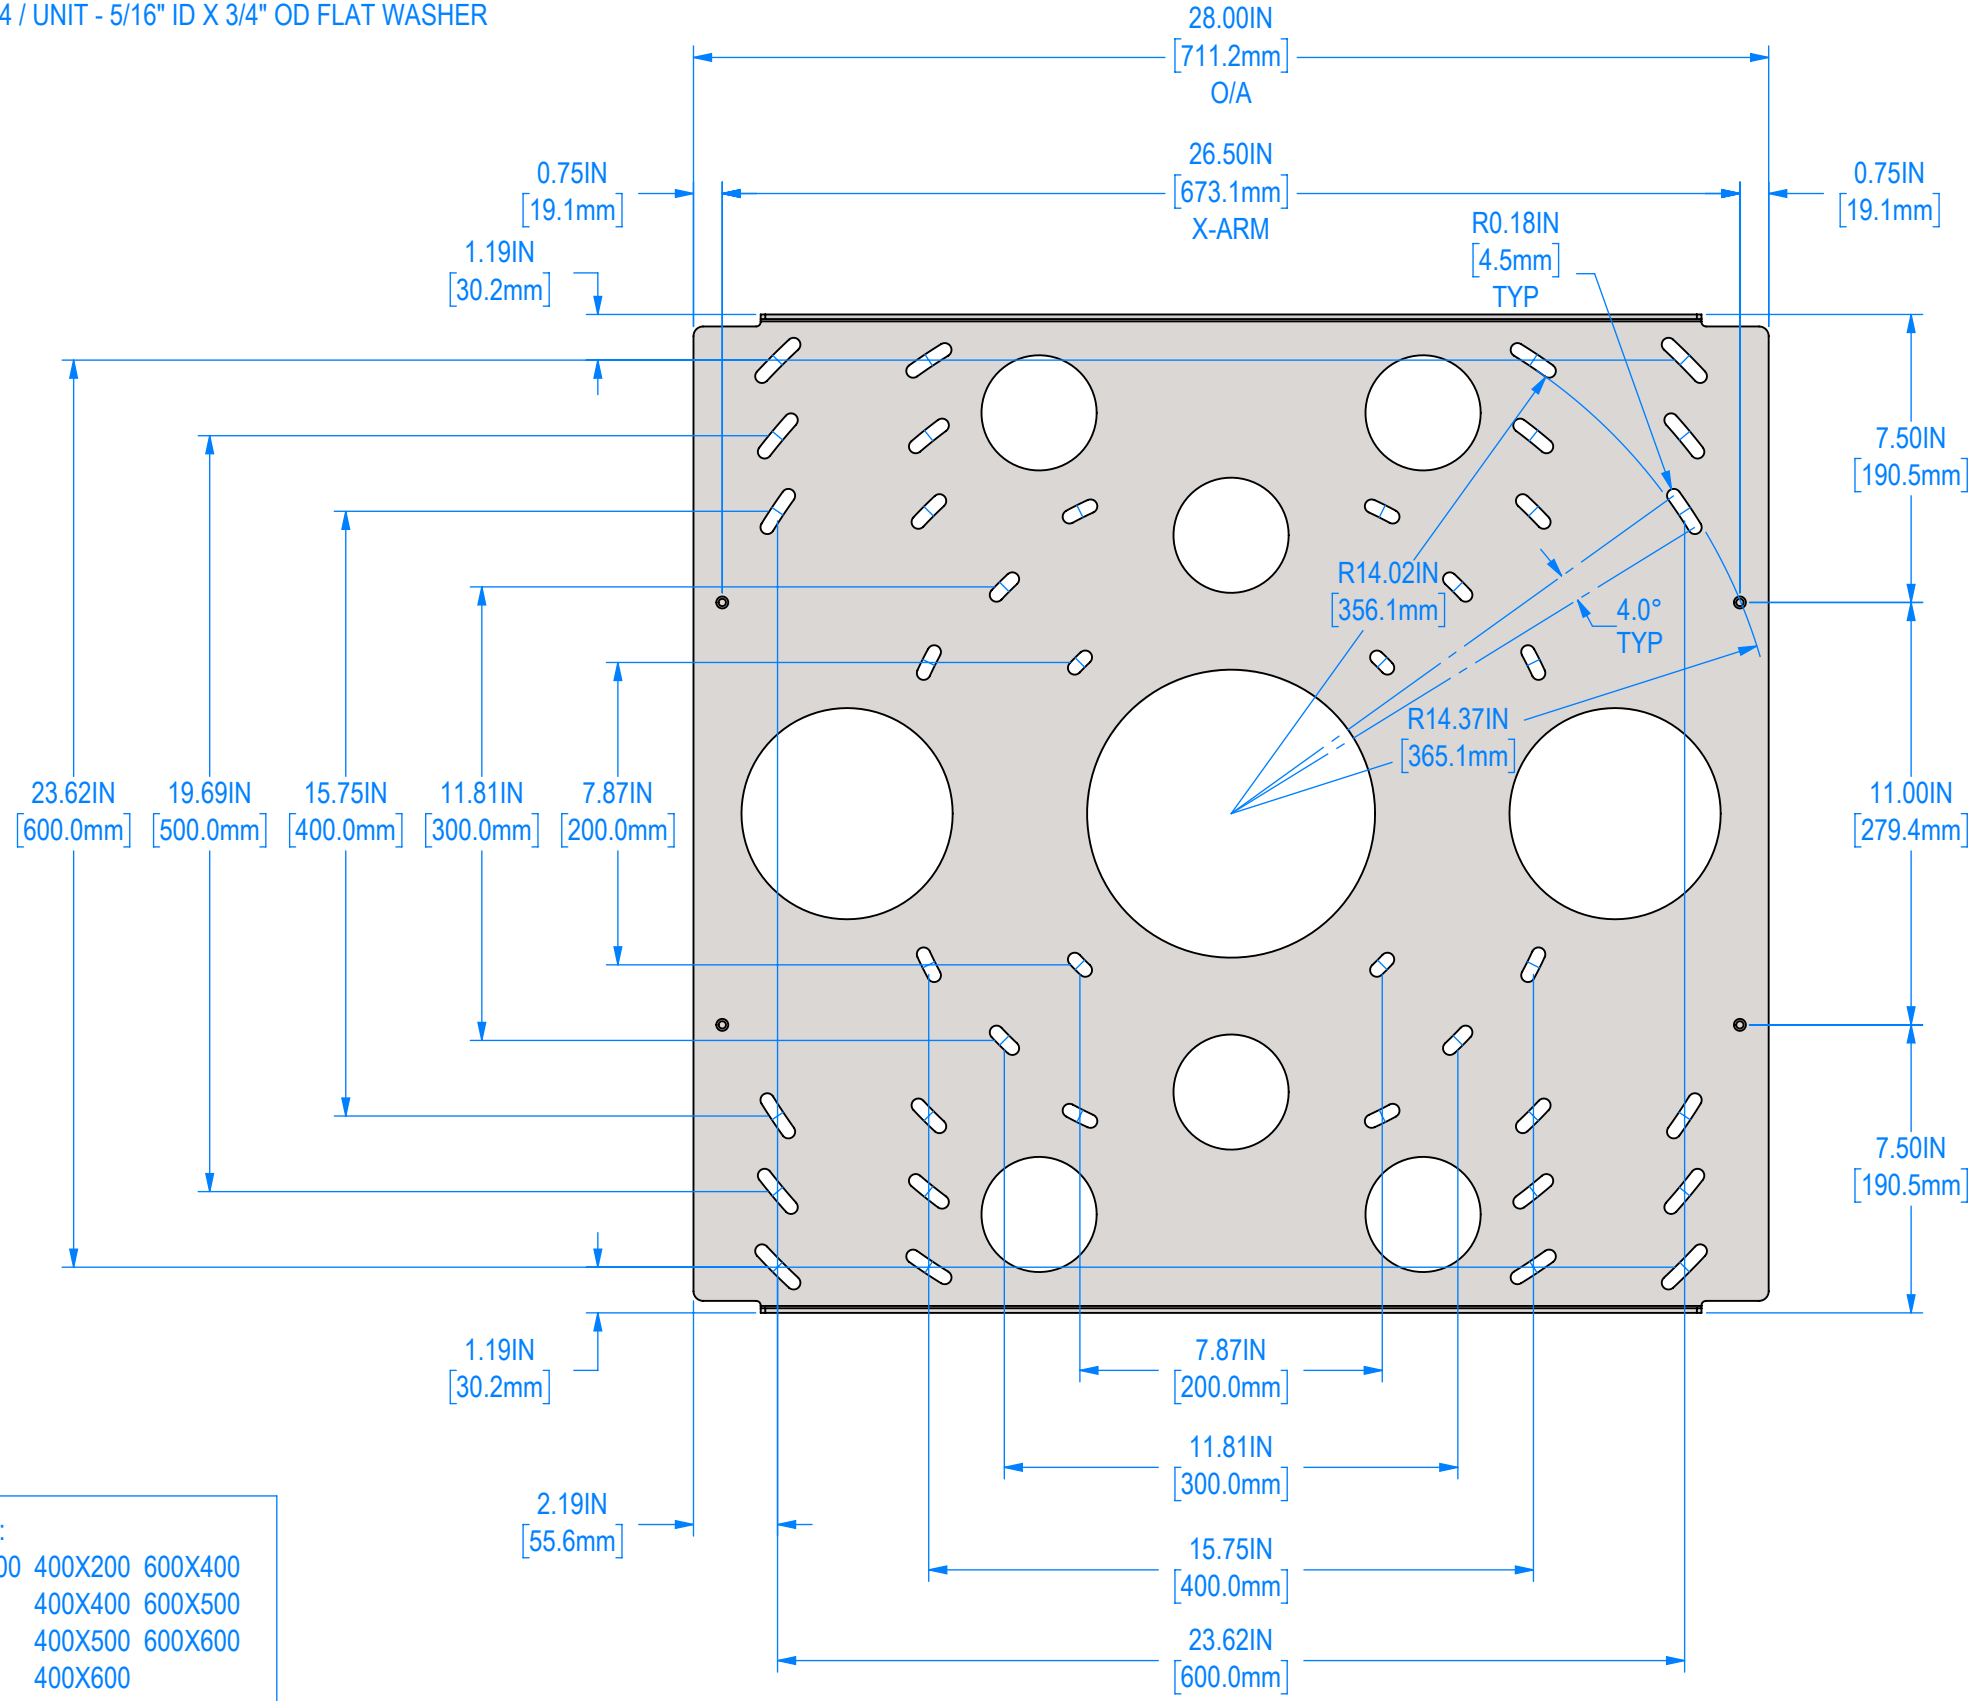 4 / UNIT - 5/16" ID X 3/4" OD FLAT WASHER
28.00IN
[711.2mm]
O/A
26.50IN
[673.1mm]
X-ARM
0.75IN
[19.1mm]
0.75IN
[19.1mm]
1.19IN
[30.2mm]
R0.18IN
[4.5mm]
TYP
7.50IN
[190.5mm]
R14.02IN
[356.1mm]
4.0°
TYP
R14.37IN
[365.1mm]
23.62IN
[600.0mm]
19.69IN
[500.0mm]
15.75IN
[400.0mm]
11.81IN
[300.0mm]
7.87IN
[200.0mm]
11.00IN
[279.4mm]
7.50IN
[190.5mm]
1.19IN
[30.2mm]
7.87IN
[200.0mm]
11.81IN
[300.0mm]
2.19IN
[55.6mm]
15.75IN
[400.0mm]
23.62IN
[600.0mm]
:
00 400X200 600X400
400X400 600X500
400X500 600X600
400X600